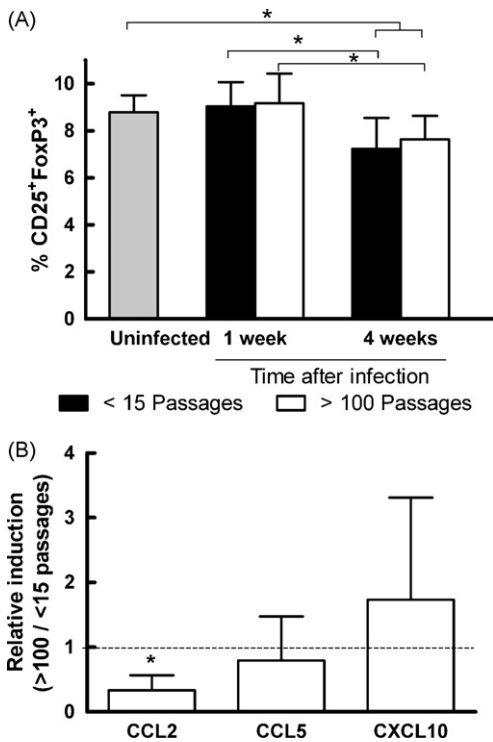 (A)
*
*
*
% CD25⁺FoxP3⁺
10
8
6
4
2
0
Uninfected 1 week 4 weeks
Time after infection
< 15 Passages > 100 Passages
(B)
Relative induction
(>100 / <15 passages)
4
3
2
1
0
*
CCL2 CCL5 CXCL10